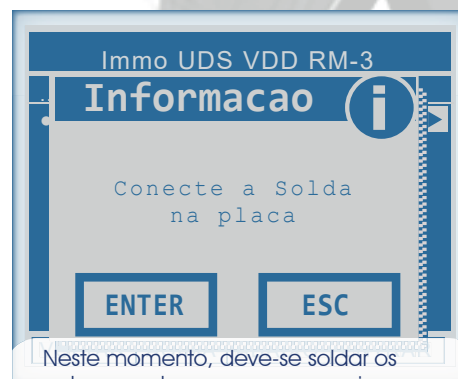 Immo UDS VDD RM-3
Informacao
Conecte a Solda
na placa
ENTER
ESC
Neste momento, deve-se soldar os